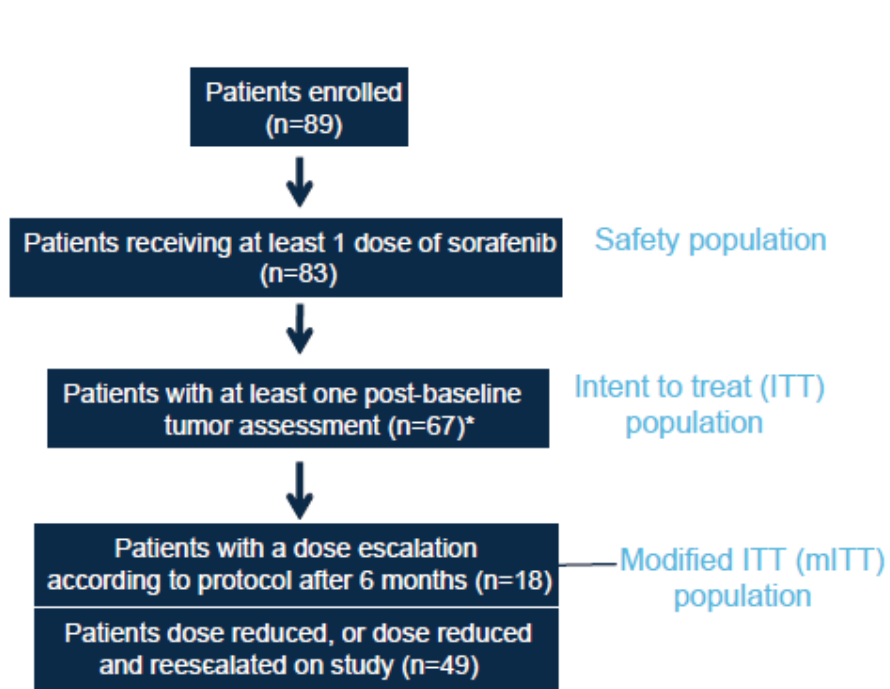 Patients enrolled
(n=89)
Patients receiving at least 1 dose of sorafenib
(n=83)
Safety population
Patients with at least one post-baseline
tumor assessment (n=67)*
Intent to treat (ITT)
population
Patients with a dose escalation
according to protocol after 6 months (n=18)
Modified ITT (mITT)
population
Patients dose reduced, or dose reduced
and reescalated on study (n=49)